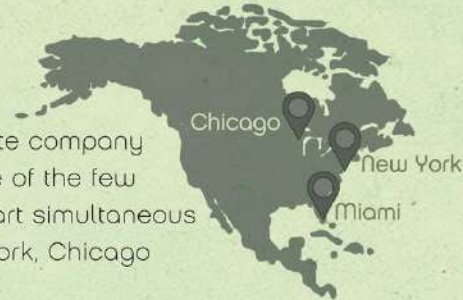 Chicago
New York
Miami
te company
e of the few
art simultaneous
ork, Chicago